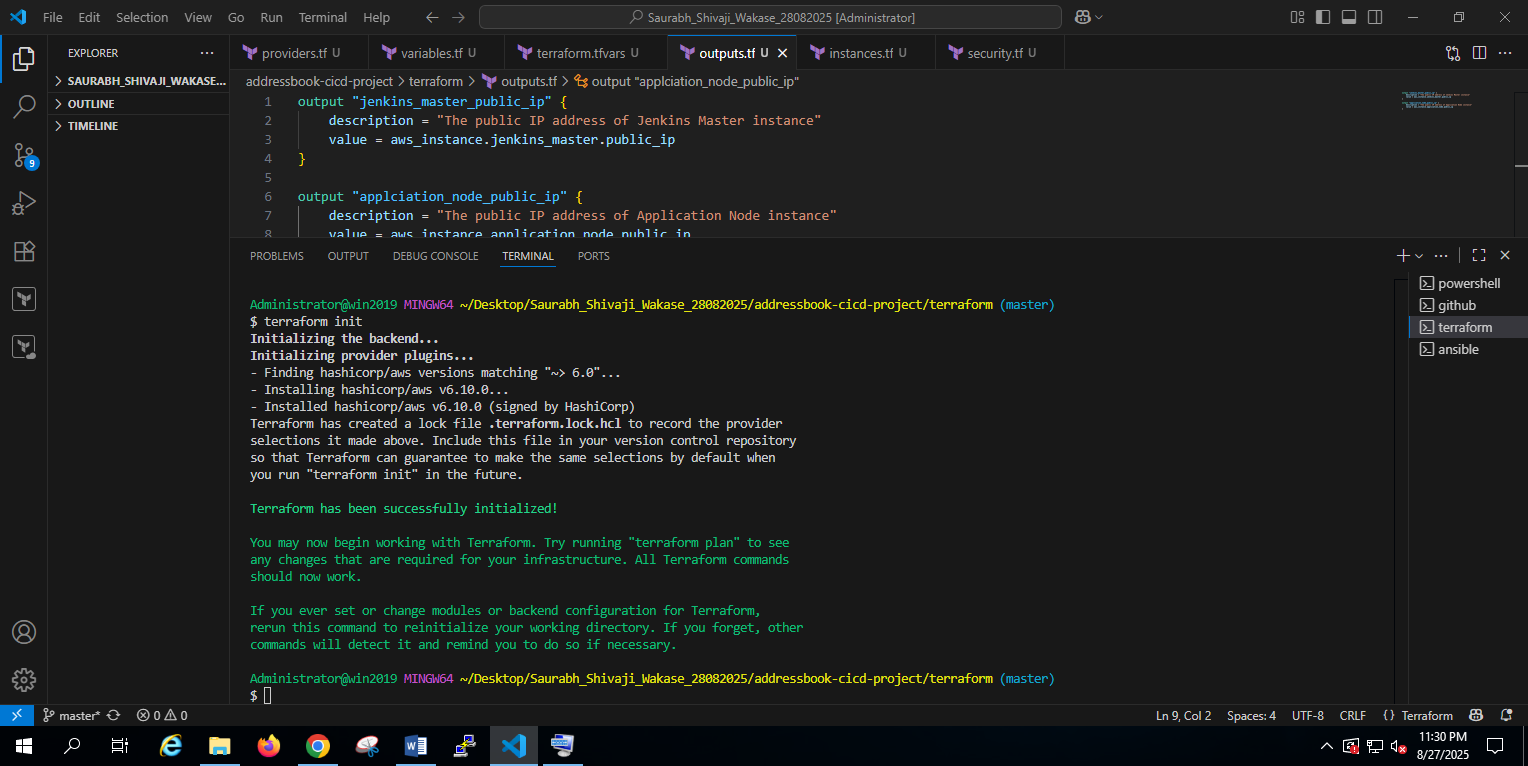 File Edit Selection View Go Run Terminal Help
Saurabh_Shivaji_Wakase_28082025 [Administrator]
EXPLORER
SAURABH_SHIVAJI_WAKASE...
OUTLINE
TIMELINE
9
providers.tf U
variables.tf U
terraform.tfvars U
outputs.tf U
instances.tf U
security.tf U
addressbook-cicd-project > terraform > outputs.tf > output "applciation_node_public_ip"
1 output "jenkins_master_public_ip" {
2 description = "The public IP address of Jenkins Master instance"
3 value = aws_instance.jenkins_master.public_ip
4 }
5
6 output "applciation_node_public_ip" {
7 description = "The public IP address of Application Node instance"
8 value = aws_instance.application_node.public_ip
PROBLEMS OUTPUT DEBUG CONSOLE TERMINAL PORTS
powershell
github
terraform
ansible
Administrator@win2019 MINGW64 ~/Desktop/Saurabh_Shivaji_Wakase_28082025/addressbook-cicd-project/terraform (master)
$ terraform init
Initializing the backend...
Initializing provider plugins...
- Finding hashicorp/aws versions matching "~> 6.0"...
- Installing hashicorp/aws v6.10.0...
- Installed hashicorp/aws v6.10.0 (signed by HashiCorp)
Terraform has created a lock file .terraform.lock.hcl to record the provider
selections it made above. Include this file in your version control repository
so that Terraform can guarantee to make the same selections by default when
you run "terraform init" in the future.
Terraform has been successfully initialized!
You may now begin working with Terraform. Try running "terraform plan" to see
any changes that are required for your infrastructure. All Terraform commands
should now work.
If you ever set or change modules or backend configuration for Terraform,
rerun this command to reinitialize your working directory. If you forget, other
commands will detect it and remind you to do so if necessary.
Administrator@win2019 MINGW64 ~/Desktop/Saurabh_Shivaji_Wakase_28082025/addressbook-cicd-project/terraform (master)
$
master* 0 0
Ln 9, Col 2 Spaces: 4 UTF-8 CRLF {} Terraform
11:30 PM
8/27/2025